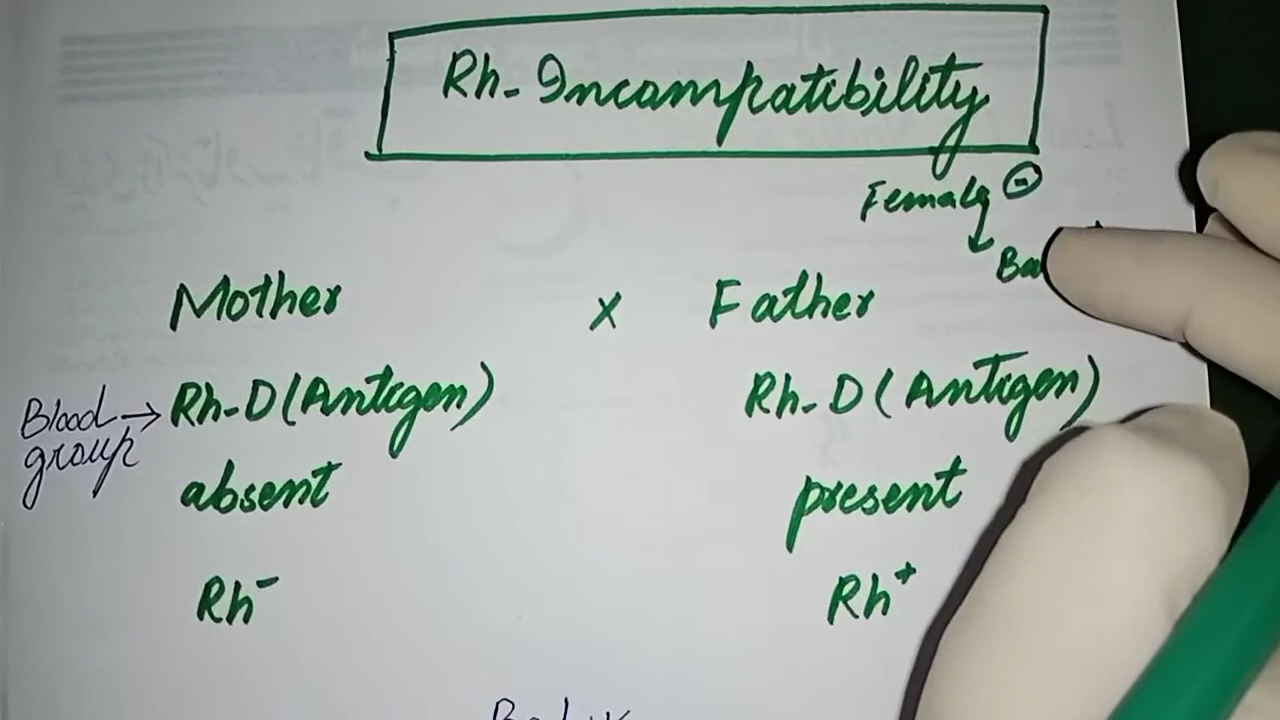 Rh-Incompatibility
Female ⊖
↓
Mother × Father
Blood group → Rh-D (Antigen) Rh-D (Antigen)
absent present
Rh⁻ Rh⁺